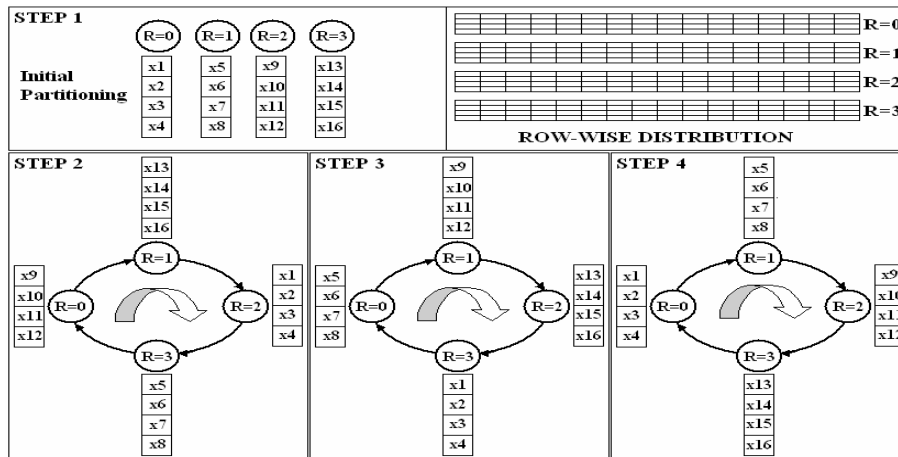 STEP 1
R=0 R=1 R=2 R=3
Initial
Partitioning
x1 x5 x9 x13
x2 x6 x10 x14
x3 x7 x11 x15
x4 x8 x12 x16
R=0
R=1
R=2
R=3
ROW-WISE DISTRIBUTION
STEP 2
x13
x14
x15
x16
R=1
x9
x10
x11
x12
R=0
R=2
x1
x2
x3
x4
R=3
x5
x6
x7
x8
STEP 3
x9
x10
x11
x12
R=1
x5
x6
x7
x8
R=0
R=2
x13
x14
x15
x16
R=3
x1
x2
x3
x4
STEP 4
x5
x6
x7
x8
R=1
x1
x2
x3
x4
R=0
R=2
x9
x10
x11
x12
R=3
x13
x14
x15
x16